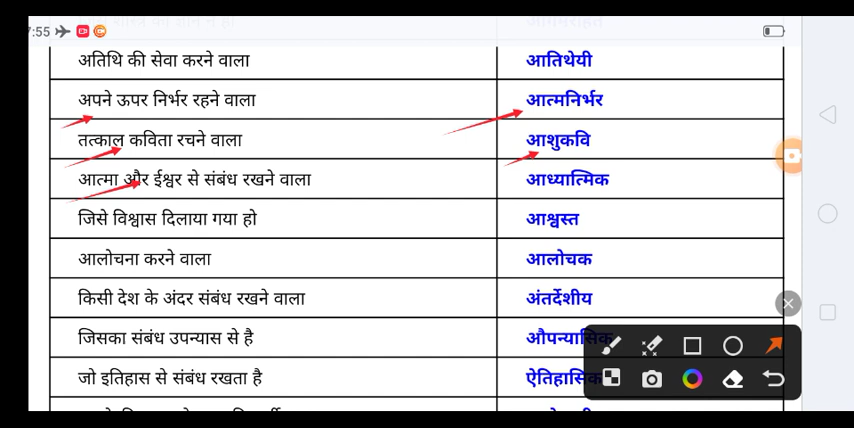 :55
अतिथि की सेवा करने वाला आतिथेयी
अपने ऊपर निर्भर रहने वाला आत्मनिर्भर
तत्काल कविता रचने वाला आशुकवि
आत्मा और ईश्वर से संबंध रखने वाला आध्यात्मिक
जिसे विश्वास दिलाया गया हो आश्वस्त
आलोचना करने वाला आलोचक
किसी देश के अंदर संबंध रखने वाला अंतर्देशीय
जिसका संबंध उपन्यास से है औपन्यासिक
जो इतिहास से संबंध रखता है ऐतिहासिक